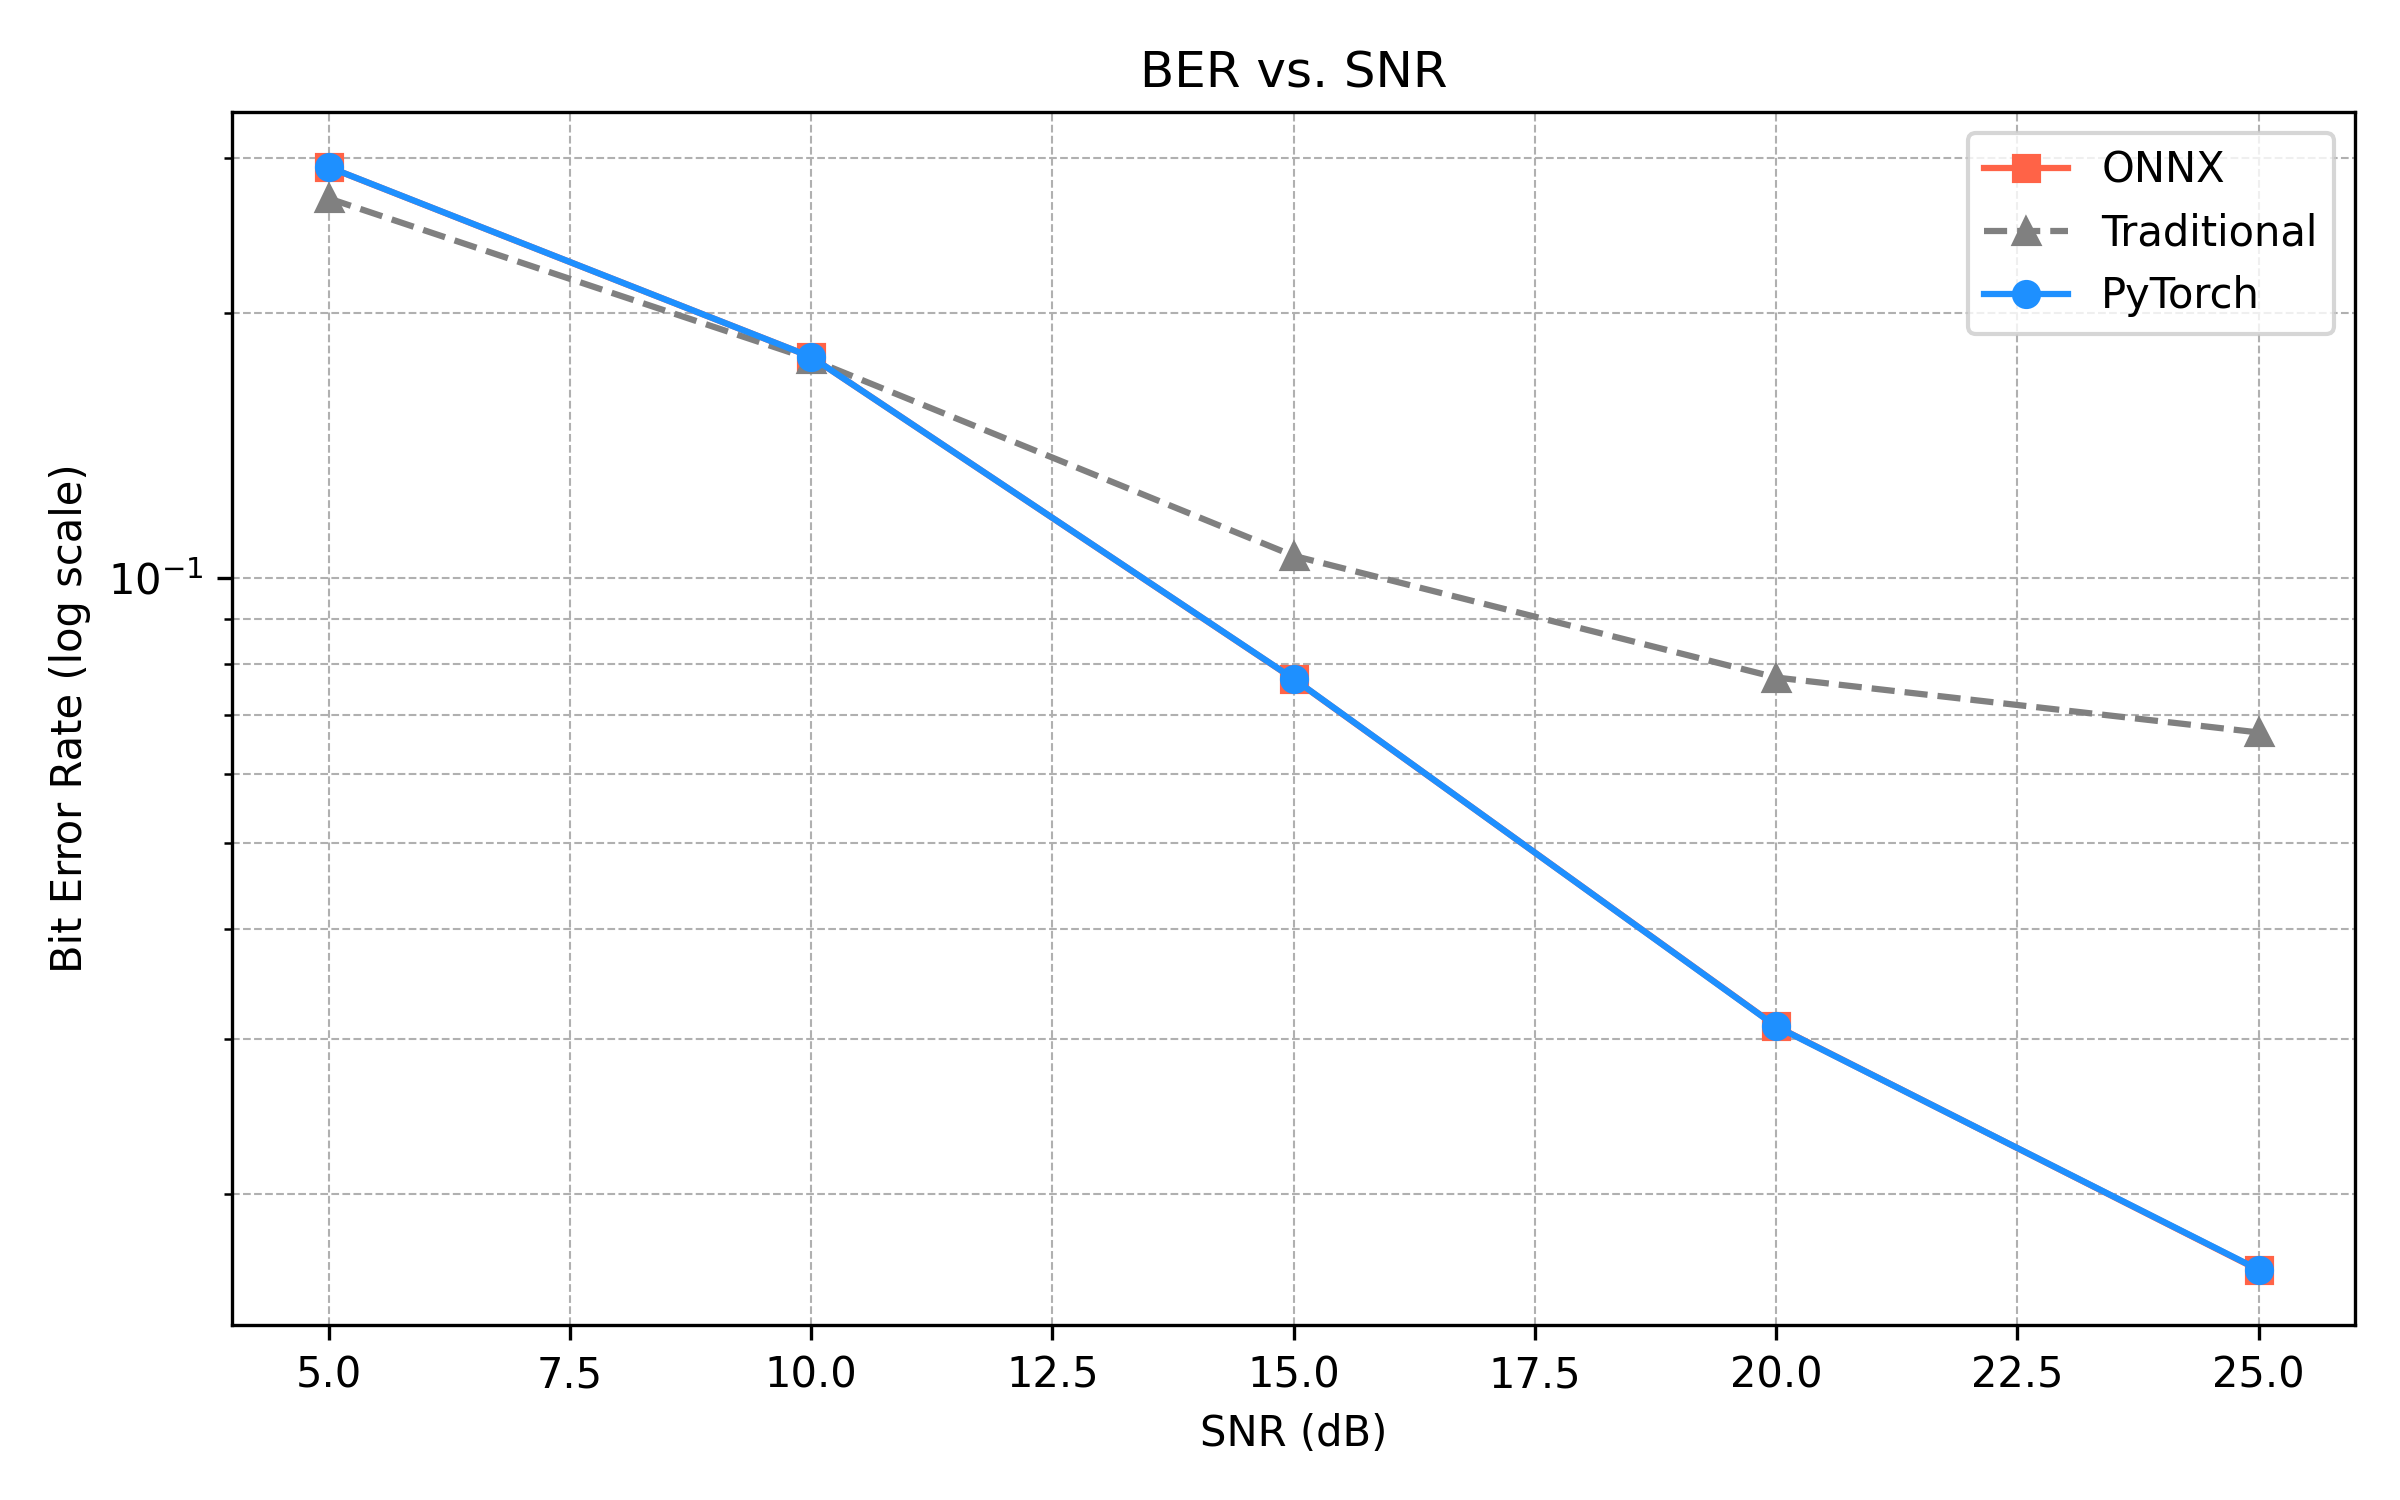 BER vs. SNR
ONNX
Traditional
PyTorch
Bit Error Rate (log scale)
10⁻¹
5.0 7.5 10.0 12.5 15.0 17.5 20.0 22.5 25.0
SNR (dB)